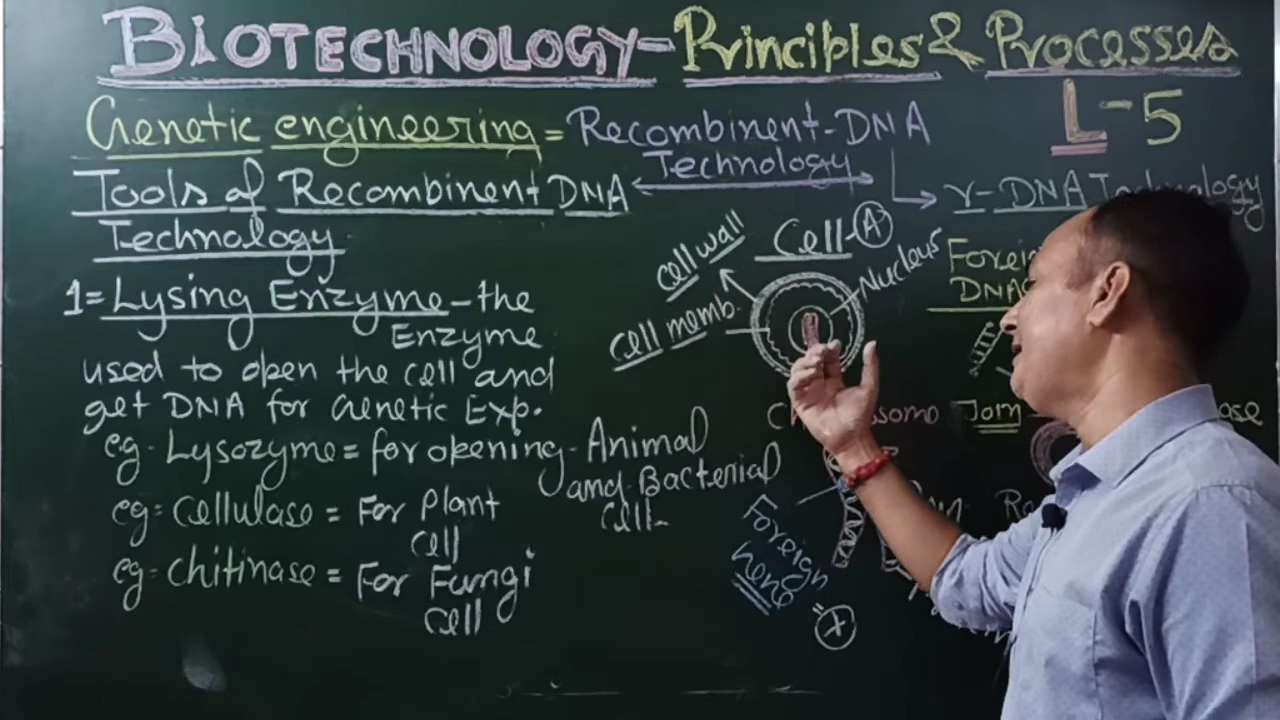 BIOTECHNOLOGY-Principles & Processes
L-5
Genetic engineering = Recombinent-DNA
Technology
r-DNA Technology
Tools of Recombinent DNA
Technology
1=Lysing Enzyme - the
Enzyme
used to open the cell and
get DNA for Genetic Exp.
eg- Lysozyme = for opening - Animal
and Bacterial
Cell-
eg= Cellulase = For Plant
Cell
eg- chitinase = For Fungi
Cell
Cell-A
cell wall
Nucleus
cell memb.
DNA
Join
Foreign
"X"